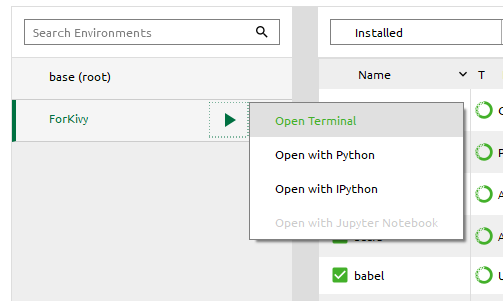 Search Environments
Installed
base (root)
Name
T
ForKivy
Open Terminal
Open with Python
Open with IPython
Open with Jupyter Notebook
babel